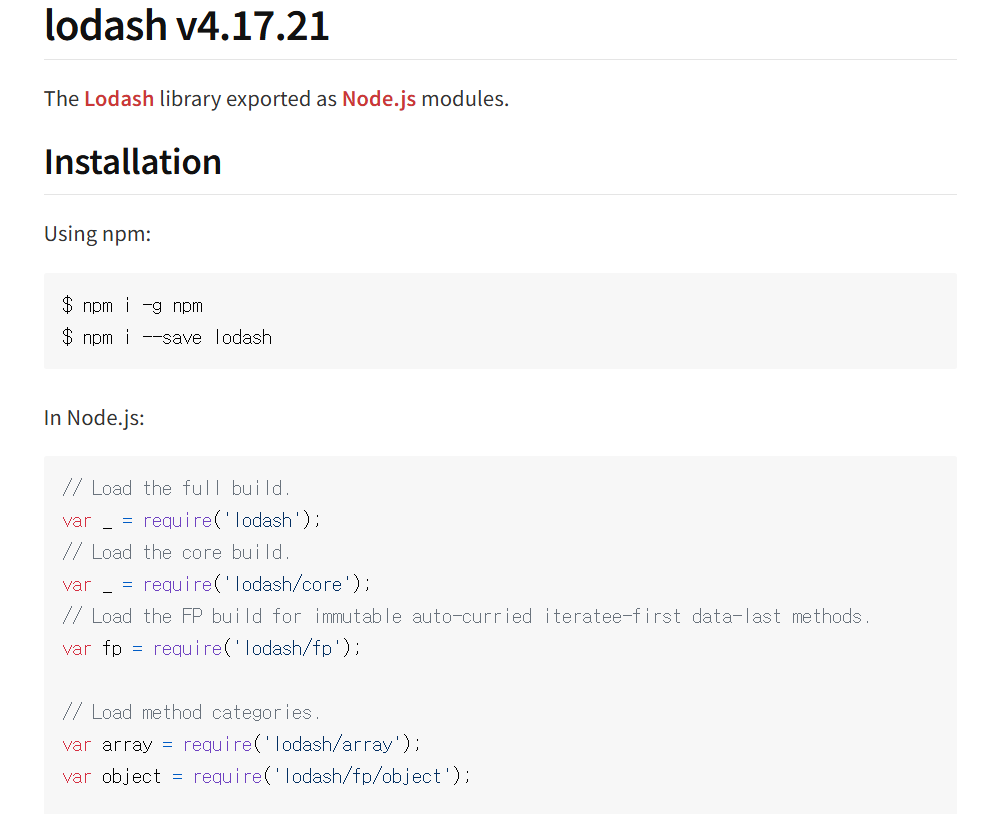 lodash v4.17.21
The Lodash library exported as Node.js modules.
Installation
Using npm:
$ npm i -g npm
$ npm i --save lodash
In Node.js:
// Load the full build.
var _ = require('lodash');
// Load the core build.
var _ = require('lodash/core');
// Load the FP build for immutable auto-curried iteratee-first data-last methods.
var fp = require('lodash/fp');
// Load method categories.
var array = require('lodash/array');
var object = require('lodash/fp/object');